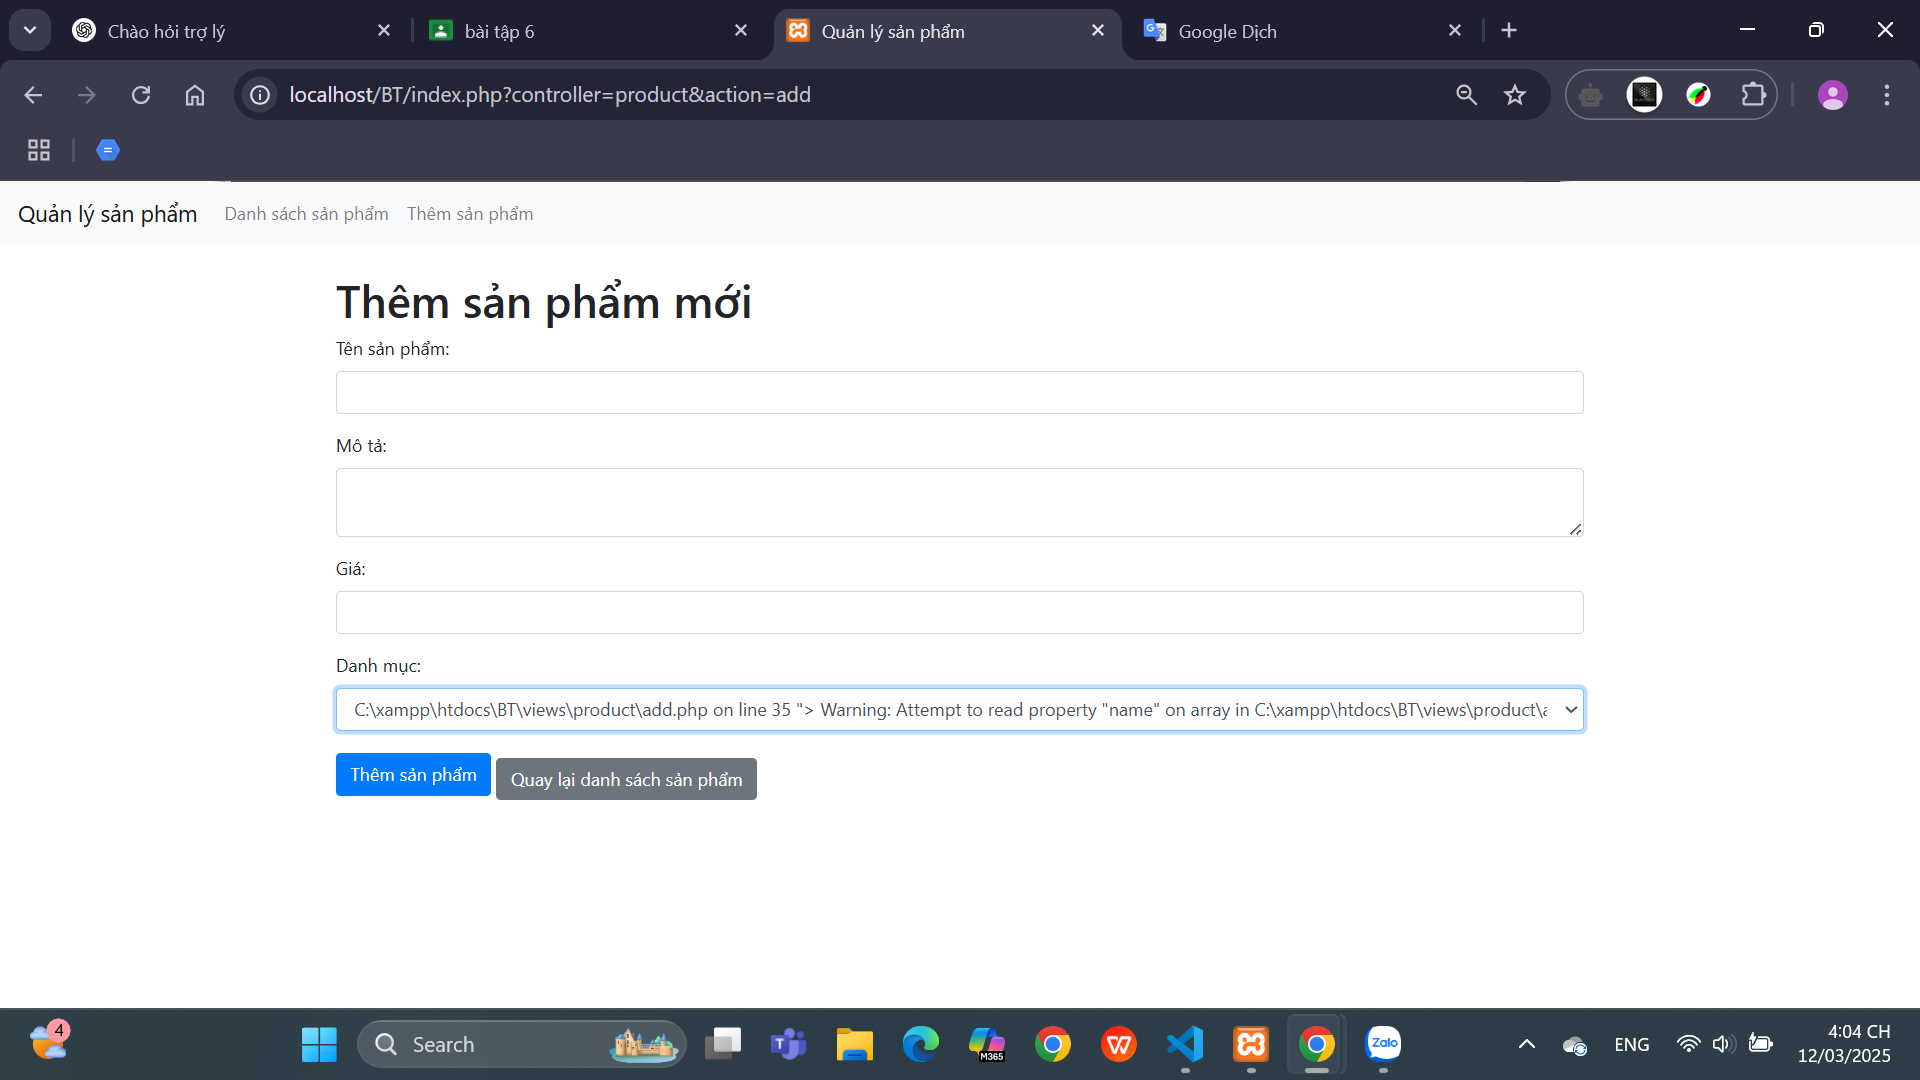 Chào hỏi trợ lý
bài tập 6
Quản lý sản phẩm
Google Dịch
localhost/BT/index.php?controller=product&action=add
Quản lý sản phẩm
Danh sách sản phẩm
Thêm sản phẩm
Thêm sản phẩm mới
Tên sản phẩm:
Mô tả:
Giá:
Danh mục:
C:\xampp\htdocs\BT\views\product\add.php on line 35 "> Warning: Attempt to read property "name" on array in C:\xampp\htdocs\BT\views\product\a
Thêm sản phẩm
Quay lại danh sách sản phẩm
4
Search
M365
Zalo
ENG
4:04 CH
12/03/2025